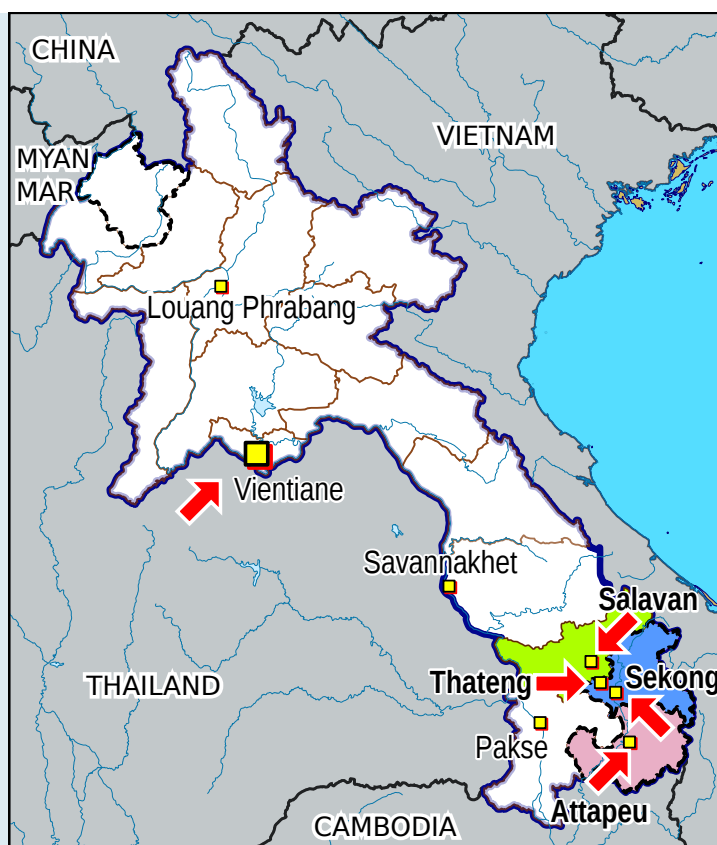 CHINA
VIETNAM
MYAN
MAR
Louang Phrabang
Vientiane
Savannakhet
Salavan
Thateng
Sekong
THAILAND
Pakse
Attapeu
CAMBODIA